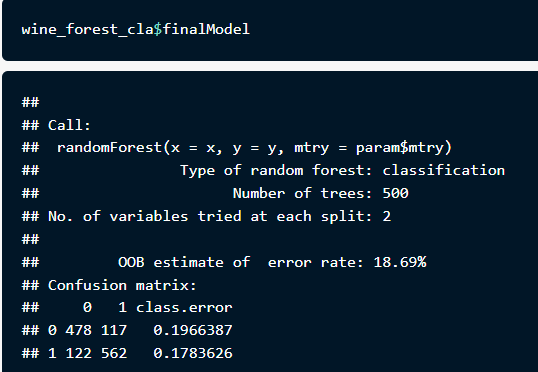 wine_forest_cla$finalModel
##
## Call:
##  randomForest(x = x, y = y, mtry = param$mtry)
##                Type of random forest: classification
##                      Number of trees: 500
## No. of variables tried at each split: 2
##
##         OOB estimate of  error rate: 18.69%
## Confusion matrix:
##     0   1 class.error
## 0 478 117   0.1966387
## 1 122 562   0.1783626